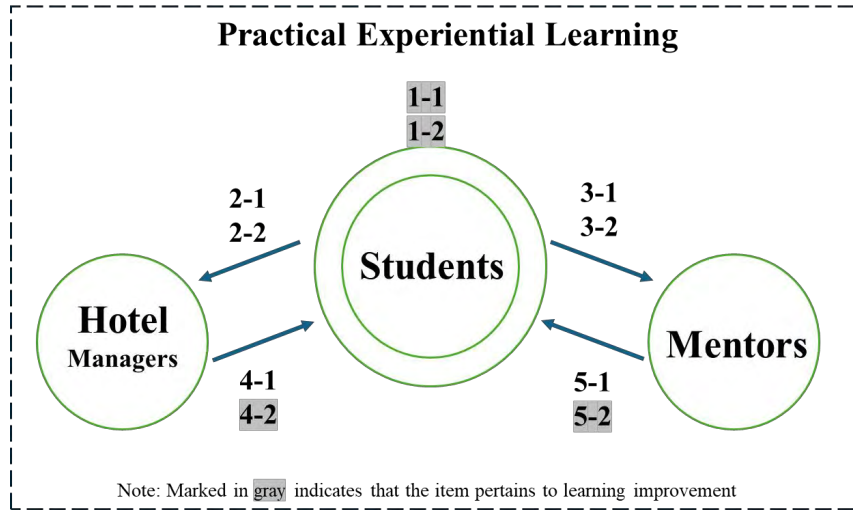 Practical Experiential Learning
1-1
1-2
2-1
2-2
3-1
3-2
Students
Hotel
Managers
Mentors
4-1
4-2
5-1
5-2
Note: Marked in gray indicates that the item pertains to learning improvement